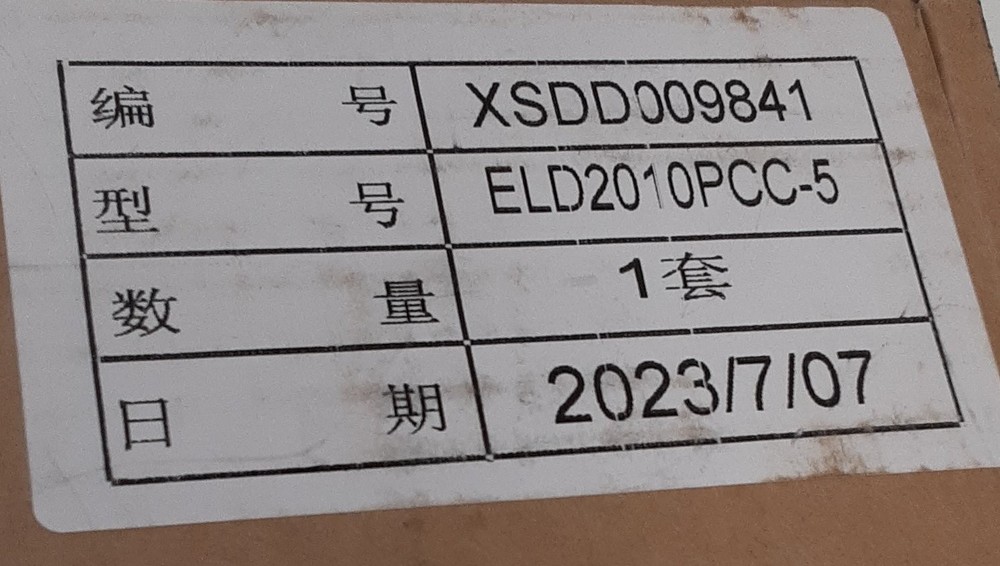 编号 XSDD009841
型号 ELD2010PCC-5
数量 1套
日期 2023/7/07